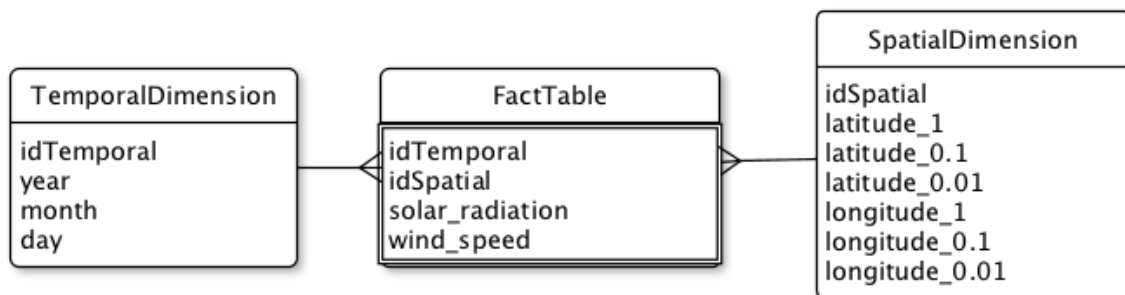 TemporalDimension
idTemporal
year
month
day
FactTable
idTemporal
idSpatial
solar_radiation
wind_speed
SpatialDimension
idSpatial
latitude_1
latitude_0.1
latitude_0.01
longitude_1
longitude_0.1
longitude_0.01